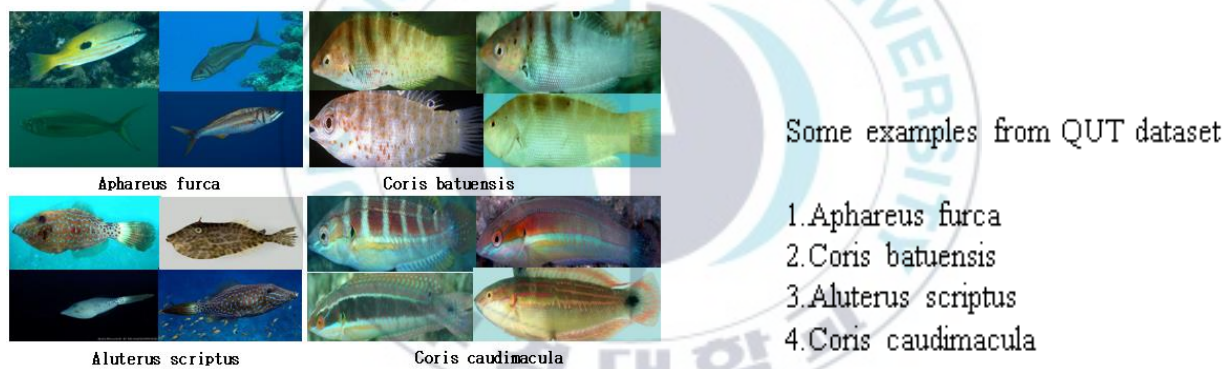 Aphareus furca
Coris batuensis
Aluterus scriptus
Coris caudimacula
Some examples from QUT dataset
1.Aphareus furca
2.Coris batuensis
3.Aluterus scriptus
4.Coris caudimacula